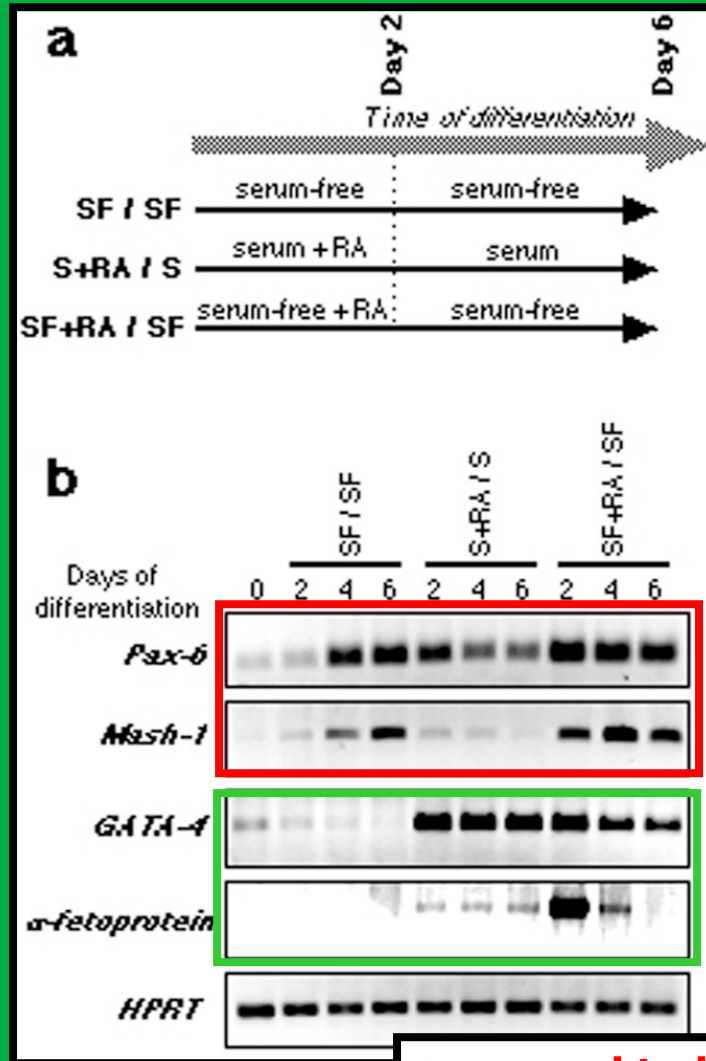 a
Day 2
Day 6
Time of differentiation
serum-free serum-free
SF / SF
serum + RA serum
S+RA / S
serum-free + RA serum-free
SF+RA / SF
b
SF / SF
S+RA / S
SF+RA / SF
Days of
differentiation
0 2 4 6 2 4 6 2 4 6
Pax-6
Mash-1
GATA-4
α-fetoprotein
HPRT